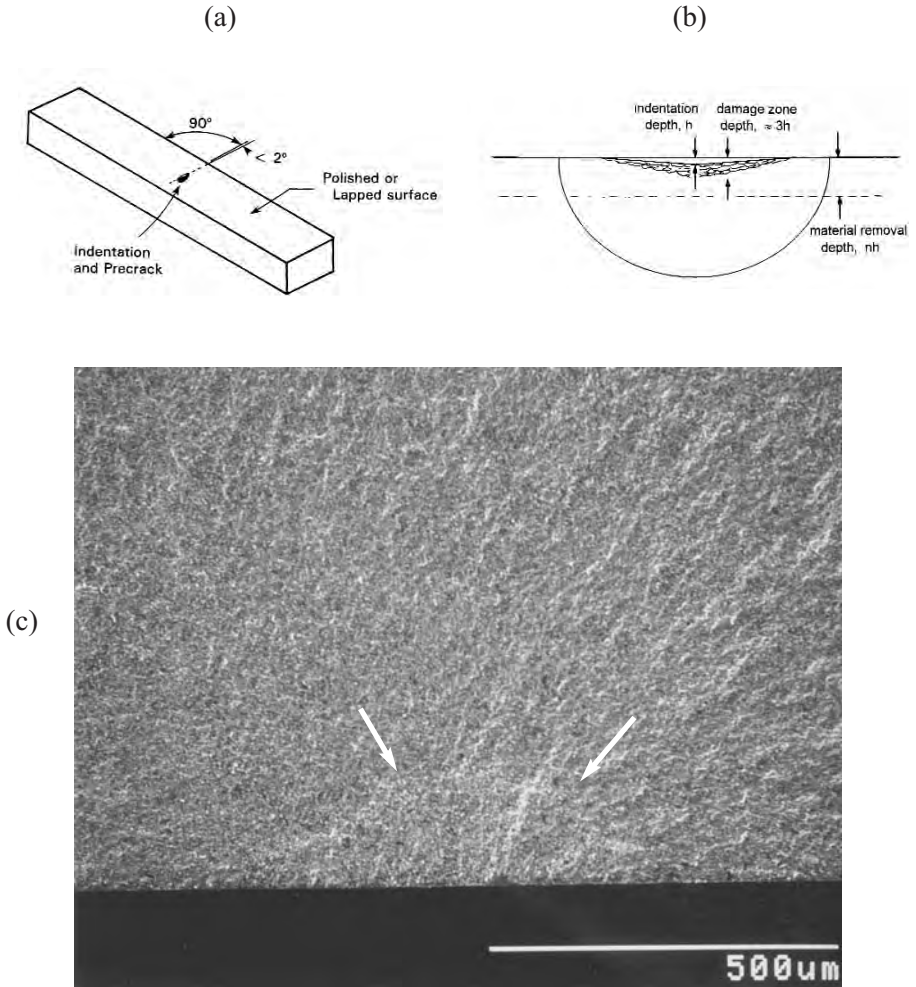 (a)
90°
< 2°
Polished or
Lapped surface
Indentation
and Precrack
(b)
indentation
depth, h
damage zone
depth, ≈ 3h
material removal
depth, nh
(c)
500um